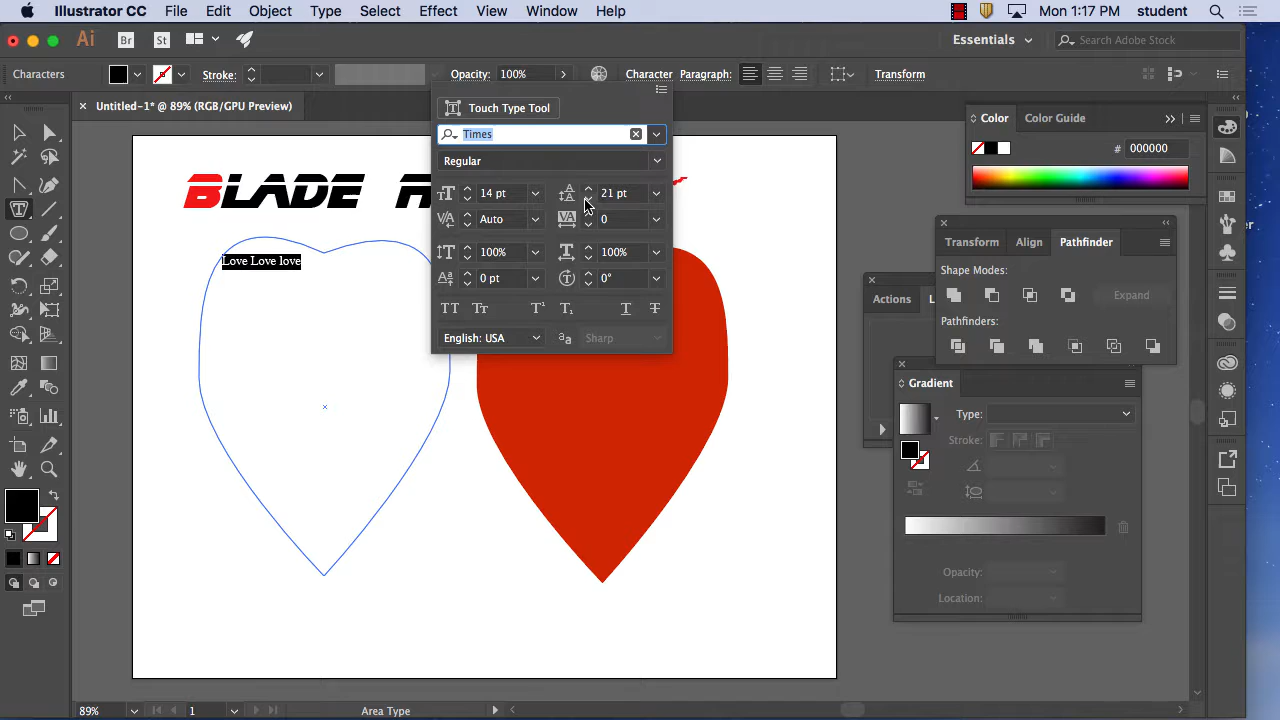 Illustrator CC File Edit Object Type Select Effect View Window Help Mon 1:17 PM student
Ai Br St Essentials Search Adobe Stock
Characters Stroke: Opacity: 100% Character Paragraph: Transform
Untitled-1* @ 89% (RGB/GPU Preview)
Touch Type Tool
Times
Regular
14 pt 21 pt
Auto 0
100% 100%
0 pt 0°
English: USA Sharp
BLADE
Love Love love
Color Color Guide
# 000000
Transform Align Pathfinder
Shape Modes:
Expand
Pathfinders:
Actions
Gradient
Type:
Stroke:
Opacity:
Location:
89% 1 Area Type